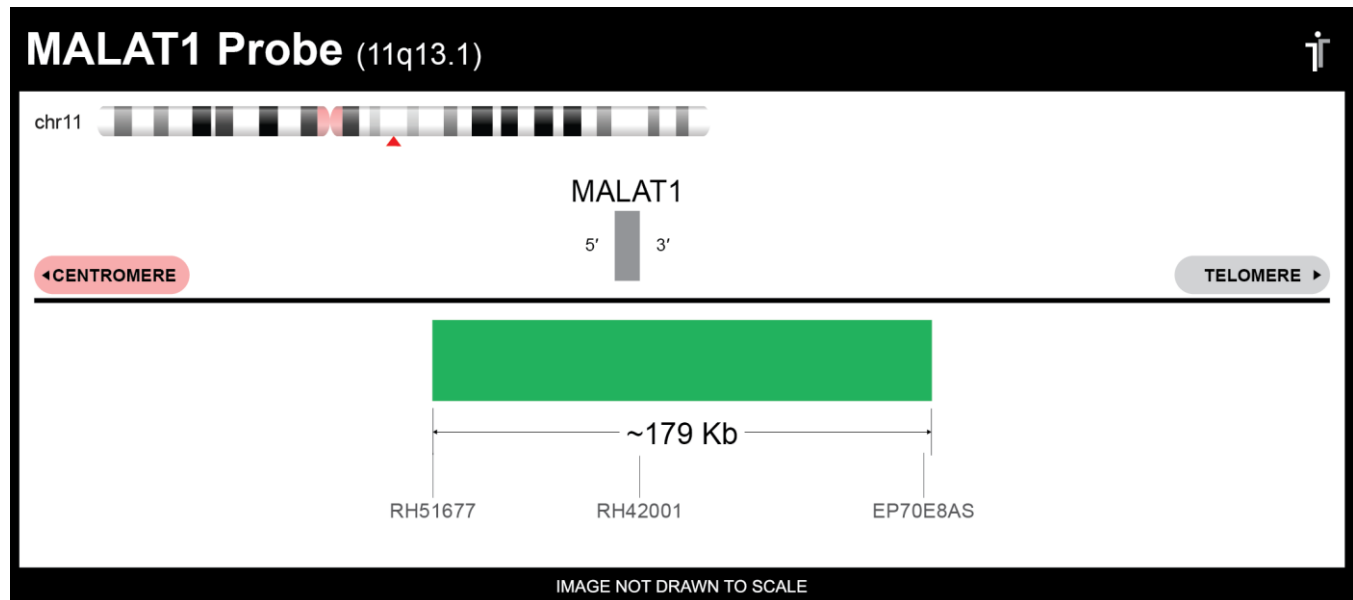 MALAT1 Probe (11q13.1)
chr11
MALAT1
5′ 3′
◂CENTROMERE
TELOMERE ▸
~179 Kb
RH51677 RH42001 EP70E8AS
IMAGE NOT DRAWN TO SCALE